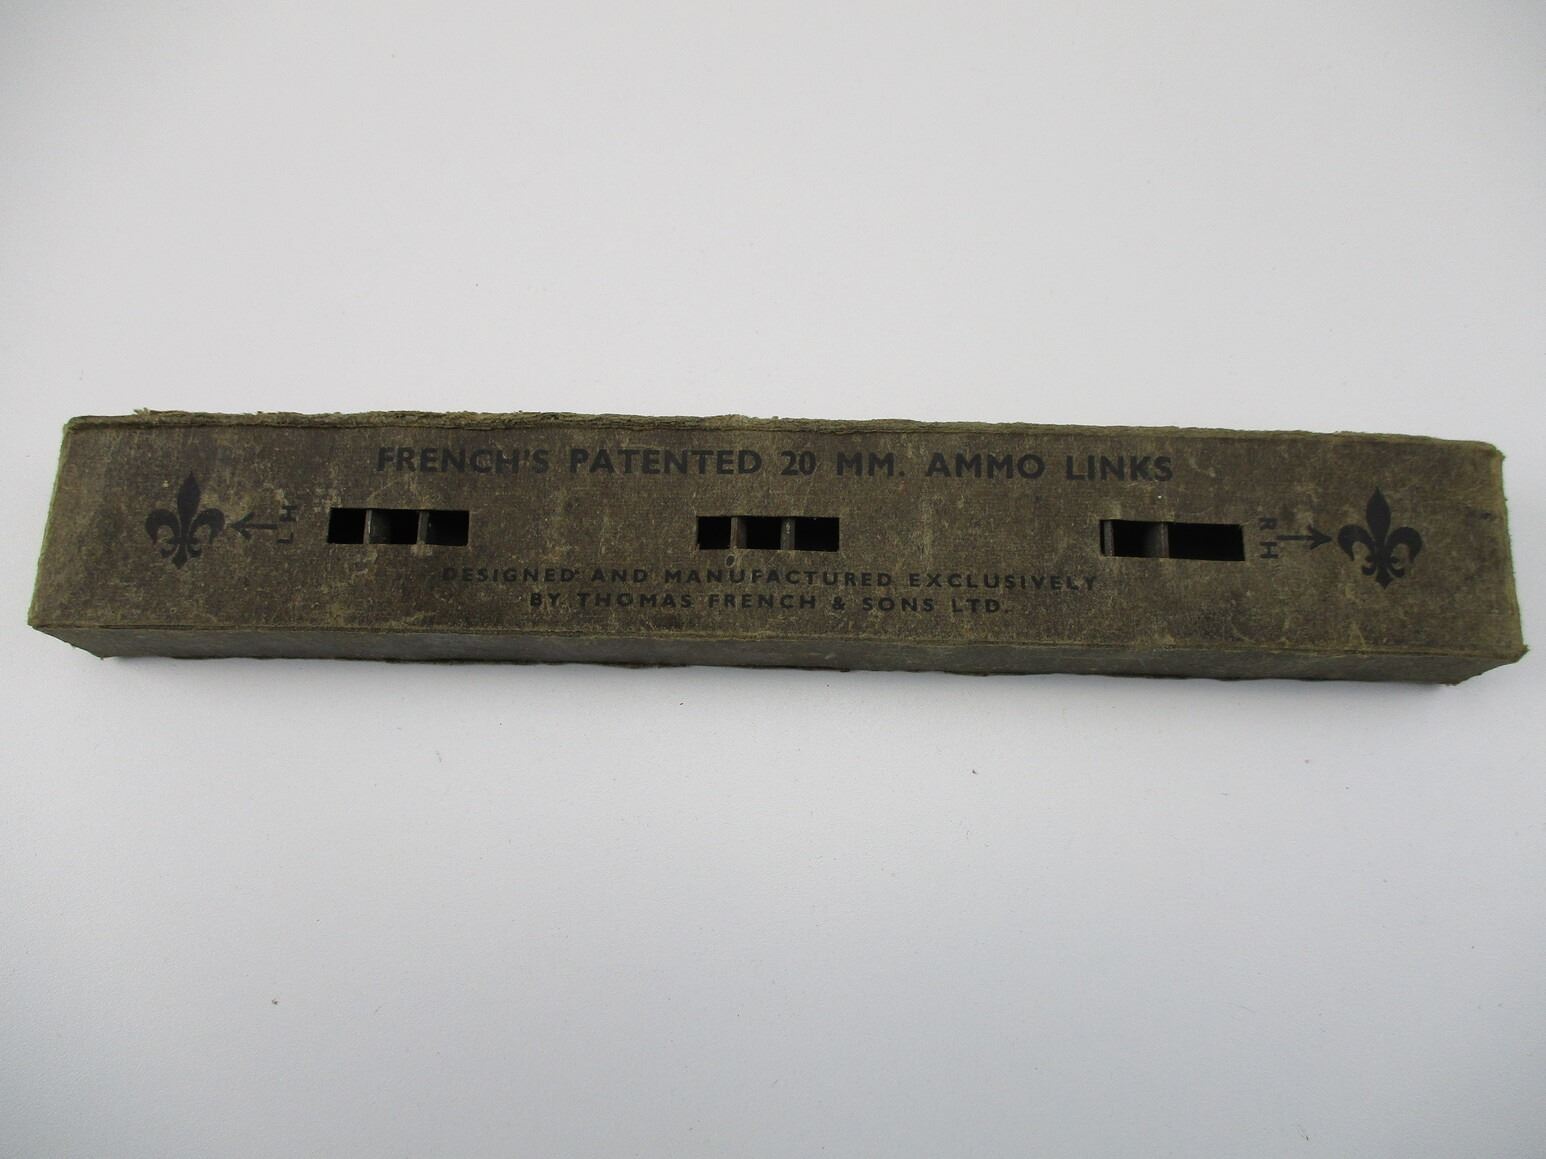 FRENCH'S PATENTED 20 MM. AMMO LINKS
LH
RH
DESIGNED AND MANUFACTURED EXCLUSIVELY
BY THOMAS FRENCH & SONS LTD.